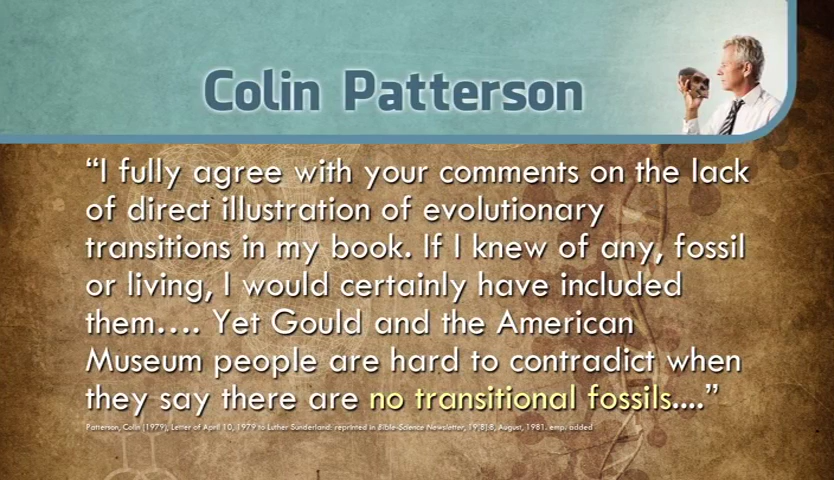 Colin Patterson
“I fully agree with your comments on the lack
of direct illustration of evolutionary
transitions in my book. If I knew of any, fossil
or living, I would certainly have included
them.... Yet Gould and the American
Museum people are hard to contradict when
they say there are no transitional fossils....”
Patterson, Colin (1979), Letter of April 10, 1979 to Luther Sunderland: reprinted in Bible-Science Newsletter, 19[8]:8, August, 1981. emp. added